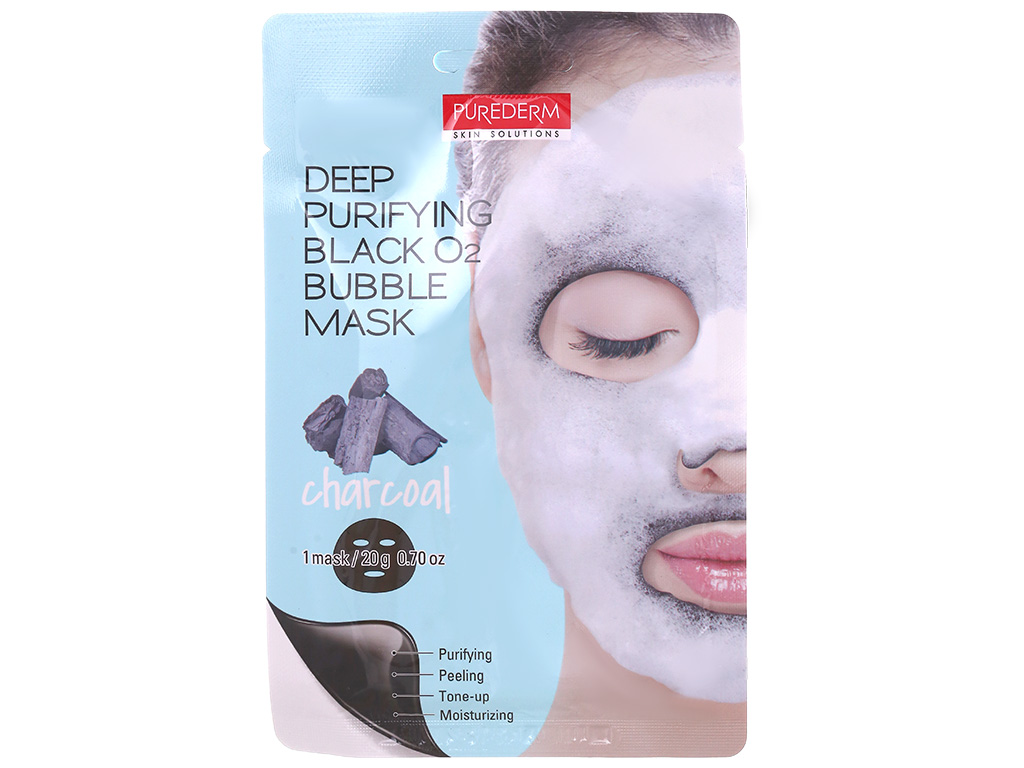 PUREDERM
SKIN SOLUTIONS
DEEP
PURIFYING
BLACK O2
BUBBLE
MASK
charcoal
1 mask / 20 g 0.70 oz
Purifying
Peeling
Tone-up
Moisturizing